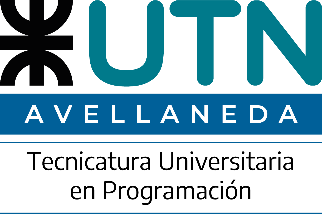 UTN
AVELLANEDA
Tecnicatura Universitaria
en Programación